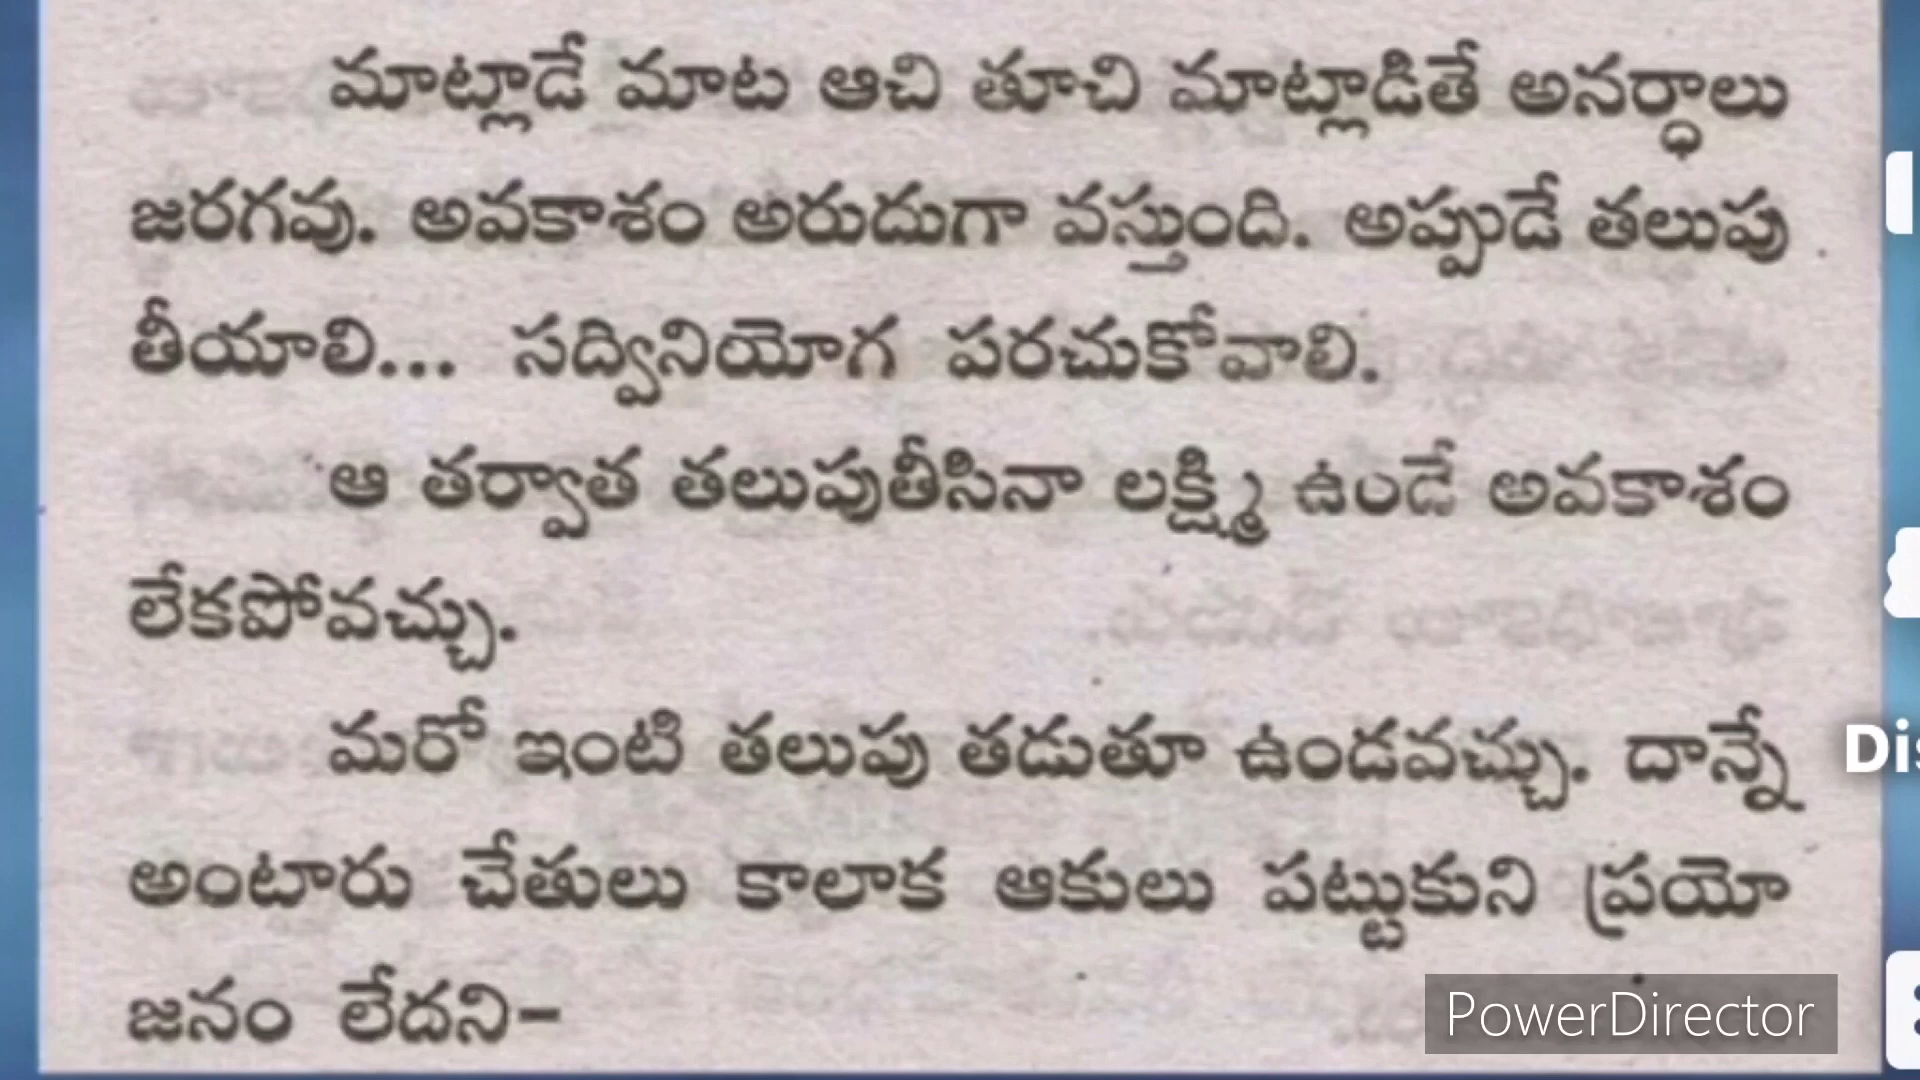 మాట్లాడే మాట ఆచి తూచి మాట్లాడితే అనర్ధాలు
జరగవు. అవకాశం అరుదుగా వస్తుంది. అప్పుడే తలుపు
తీయాలి... సద్వినియోగ పరచుకోవాలి.
ఆ తర్వాత తలుపుతీసినా లక్ష్మి ఉండే అవకాశం
లేకపోవచ్చు.
మరో ఇంటి తలుపు తడుతూ ఉండవచ్చు. దాన్నే
అంటారు చేతులు కాలాక ఆకులు పట్టుకుని ప్రయో
జనం లేదని-
Dis
PowerDirector